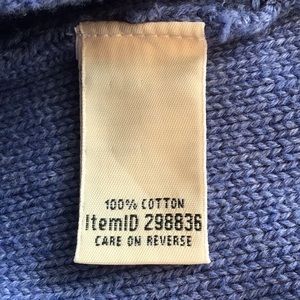 100% COTTON
ItemID 298836
CARE ON REVERSE